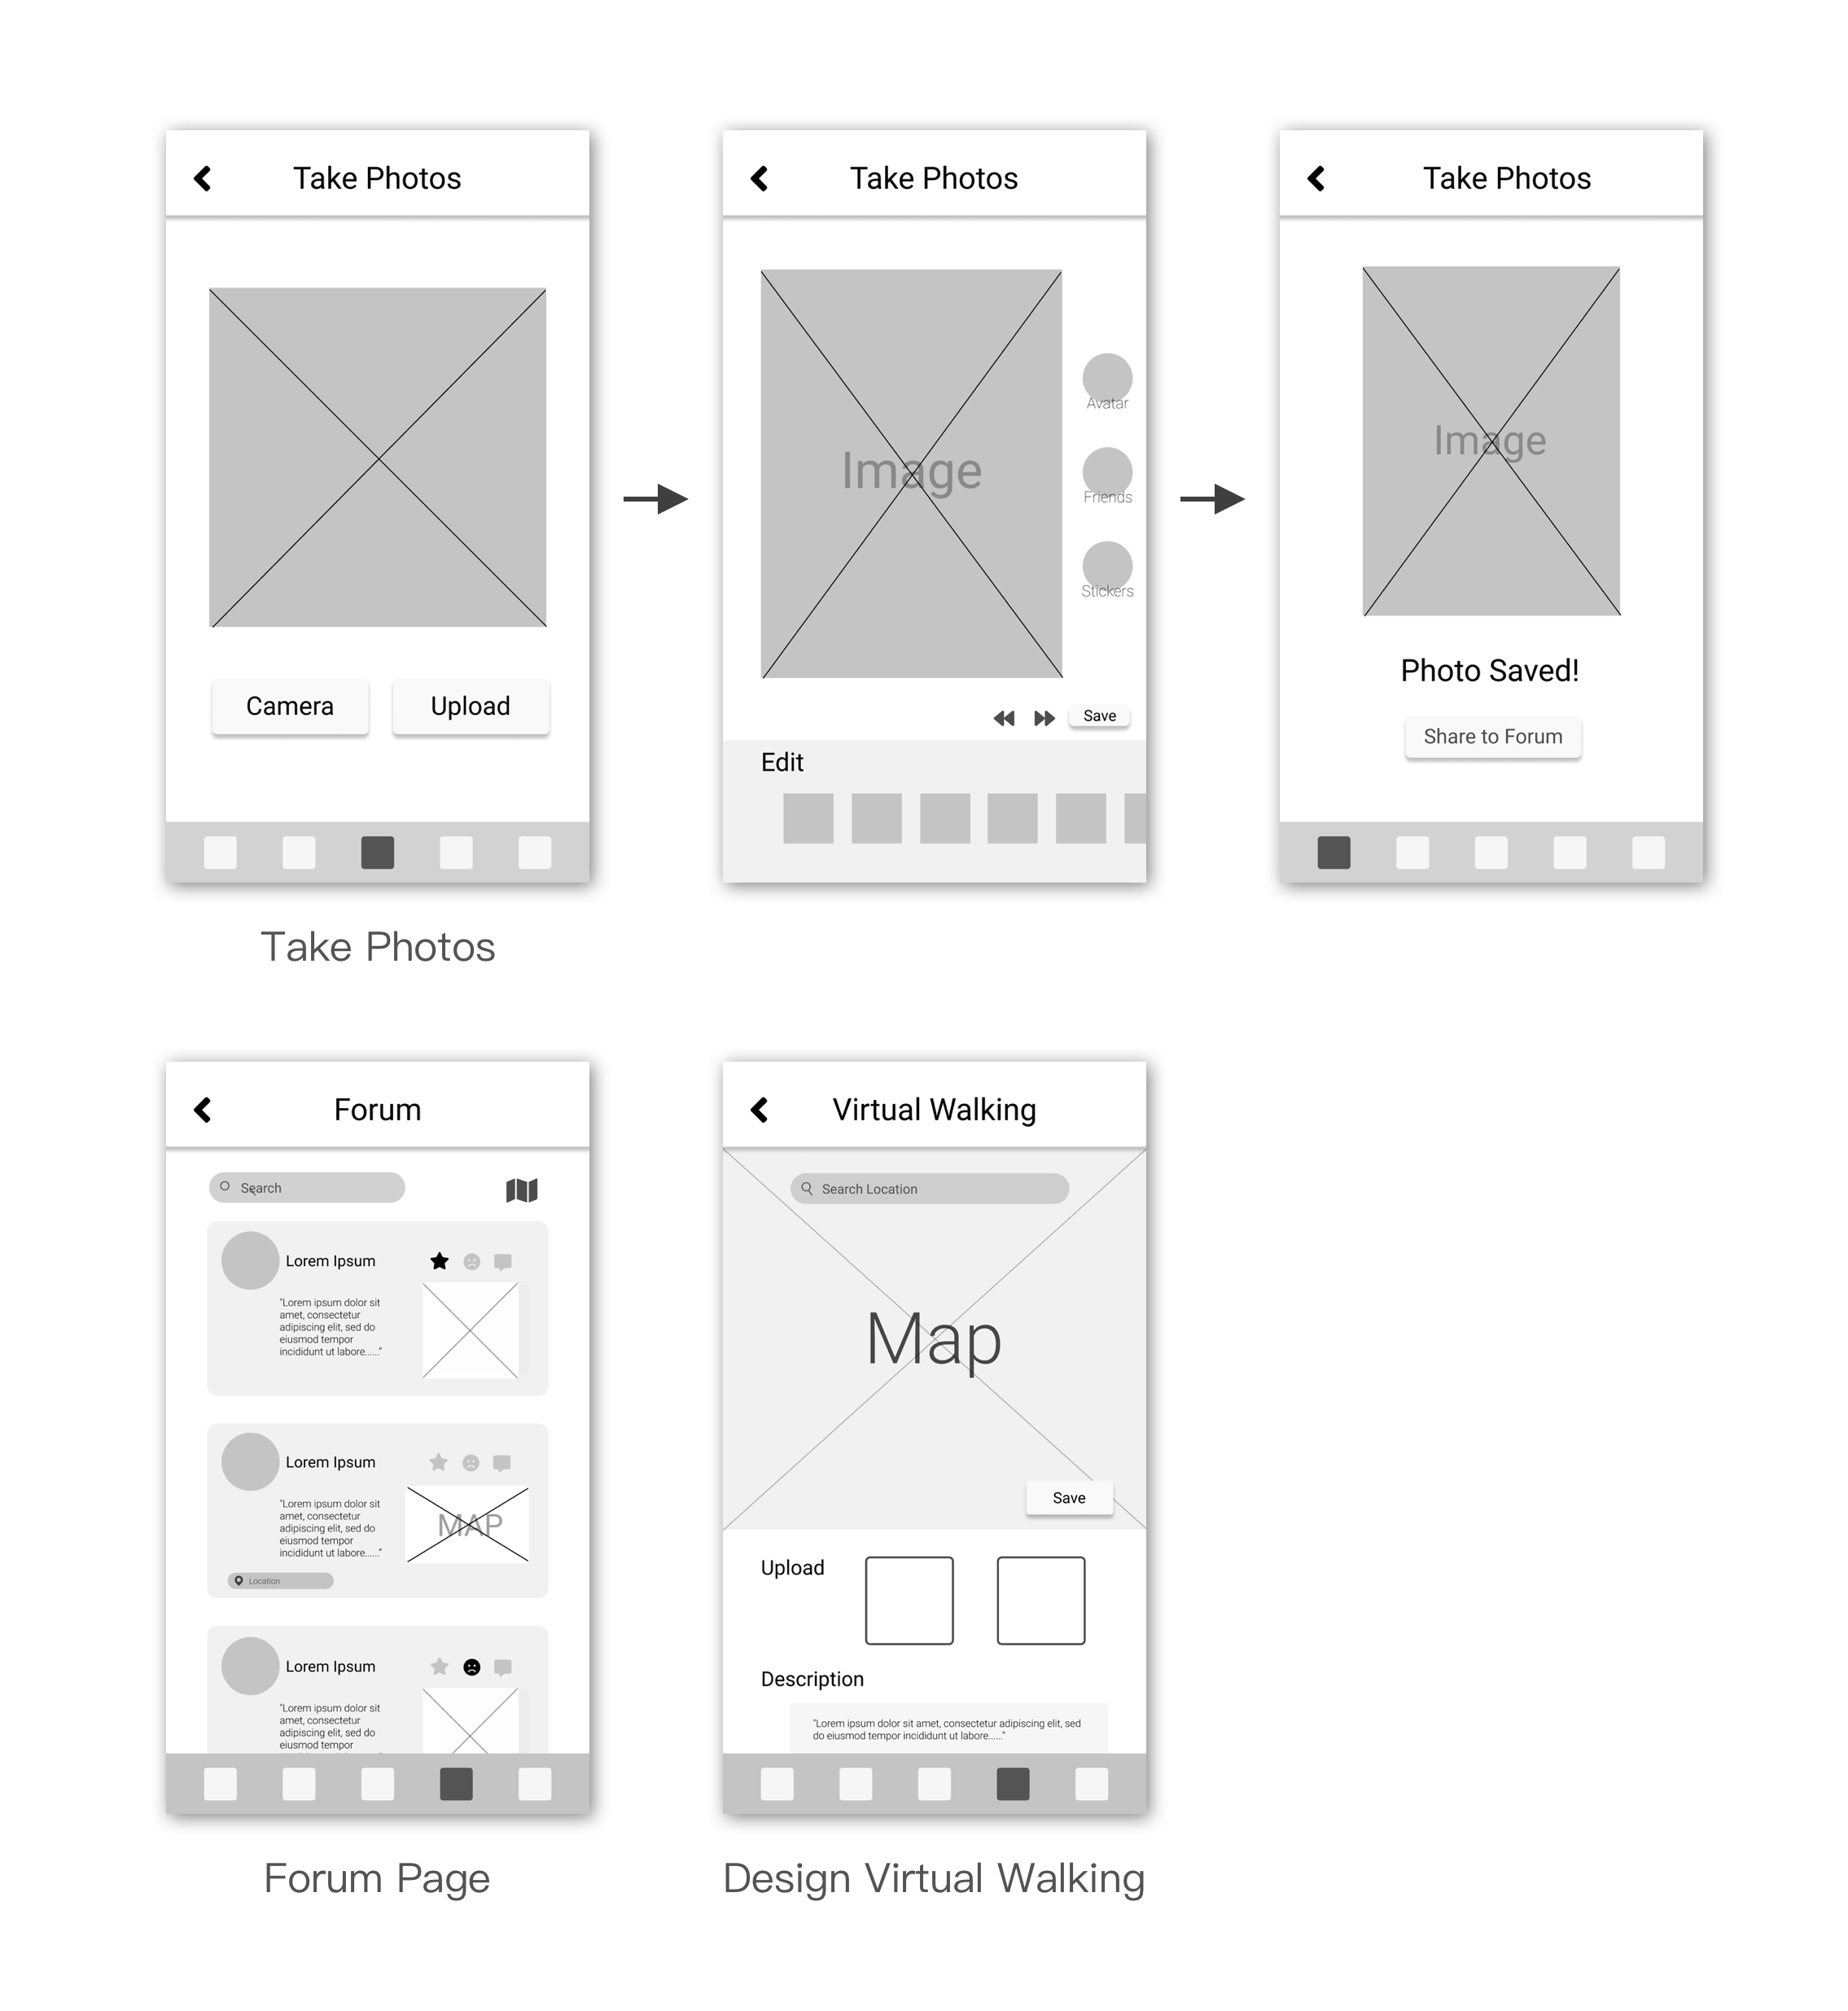 Take Photos
Camera
Upload
Take Photos
Take Photos
Image
Avatar
Friends
Stickers
Save
Edit
Take Photos
Image
Photo Saved!
Share to Forum
Forum
Search
Lorem Ipsum
"Lorem ipsum dolor sit
amet, consectetur
adipiscing elit, sed do
eiusmod tempor
incididunt ut labore......"
Lorem Ipsum
"Lorem ipsum dolor sit
amet, consectetur
adipiscing elit, sed do
eiusmod tempor
incididunt ut labore......"
MAP
Location
Lorem Ipsum
"Lorem ipsum dolor sit
amet, consectetur
adipiscing elit, sed do
eiusmod tempor
Forum Page
Virtual Walking
Search Location
Map
Save
Upload
Description
"Lorem ipsum dolor sit amet, consectetur adipiscing elit, sed
do eiusmod tempor incididunt ut labore......"
Design Virtual Walking